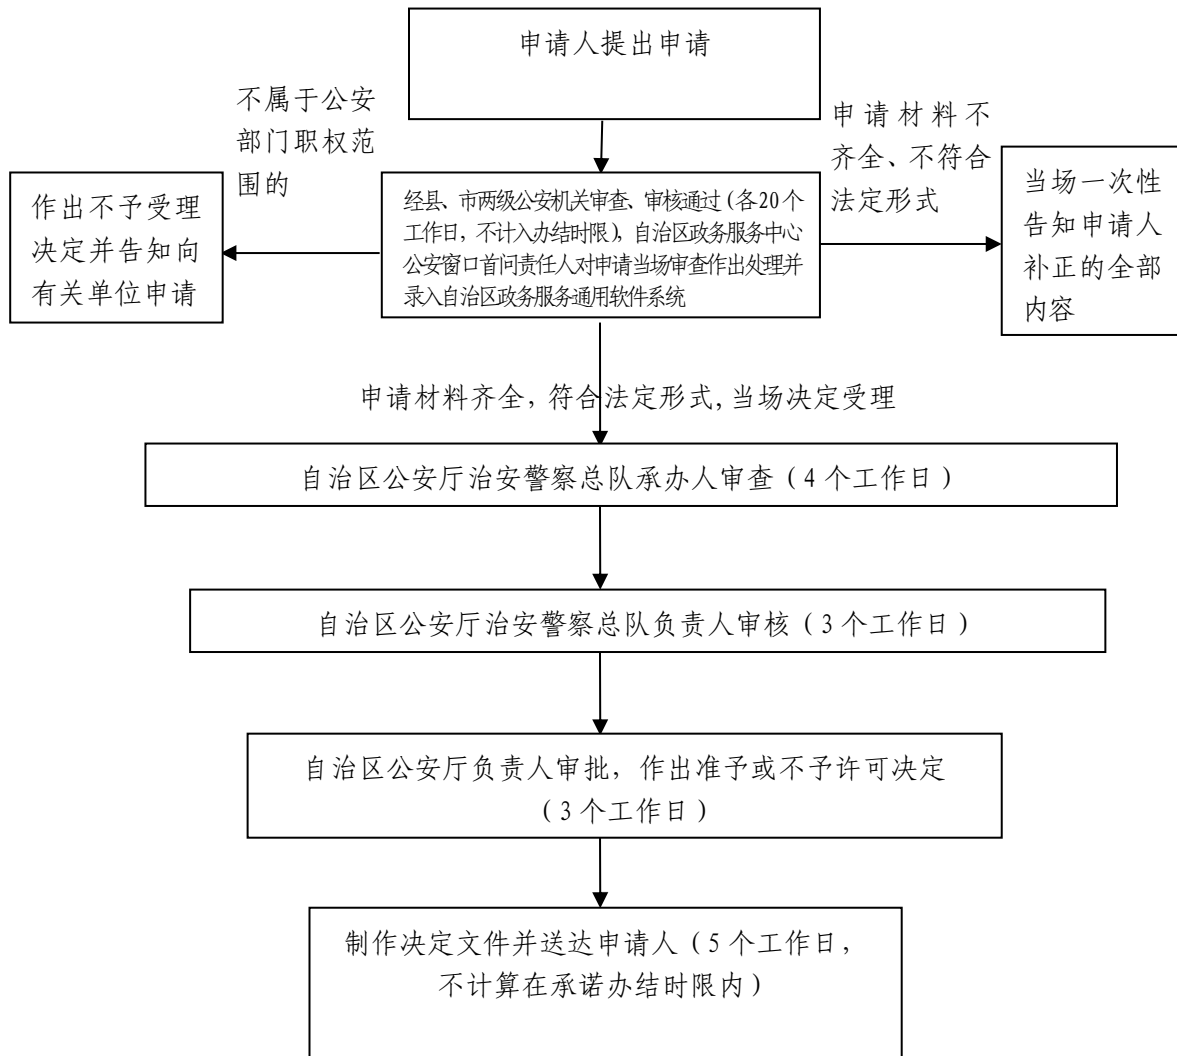 申请人提出申请
不属于公安
部门职权范
围的
申请材料不
齐全、不符合
法定形式
作出不予受理
决定并告知向
有关单位申请
经县、市两级公安机关审查、审核通过(各20个
工作日,不计入办结时限),自治区政务服务中心
公安窗口首问责任人对申请当场审查作出处理并
录入自治区政务服务通用软件系统
当场一次性
告知申请人
补正的全部
内容
申请材料齐全,符合法定形式,当场决定受理
自治区公安厅治安警察总队承办人审查(4个工作日)
自治区公安厅治安警察总队负责人审核(3个工作日)
自治区公安厅负责人审批,作出准予或不予许可决定
(3个工作日)
制作决定文件并送达申请人(5个工作日,
不计算在承诺办结时限内)